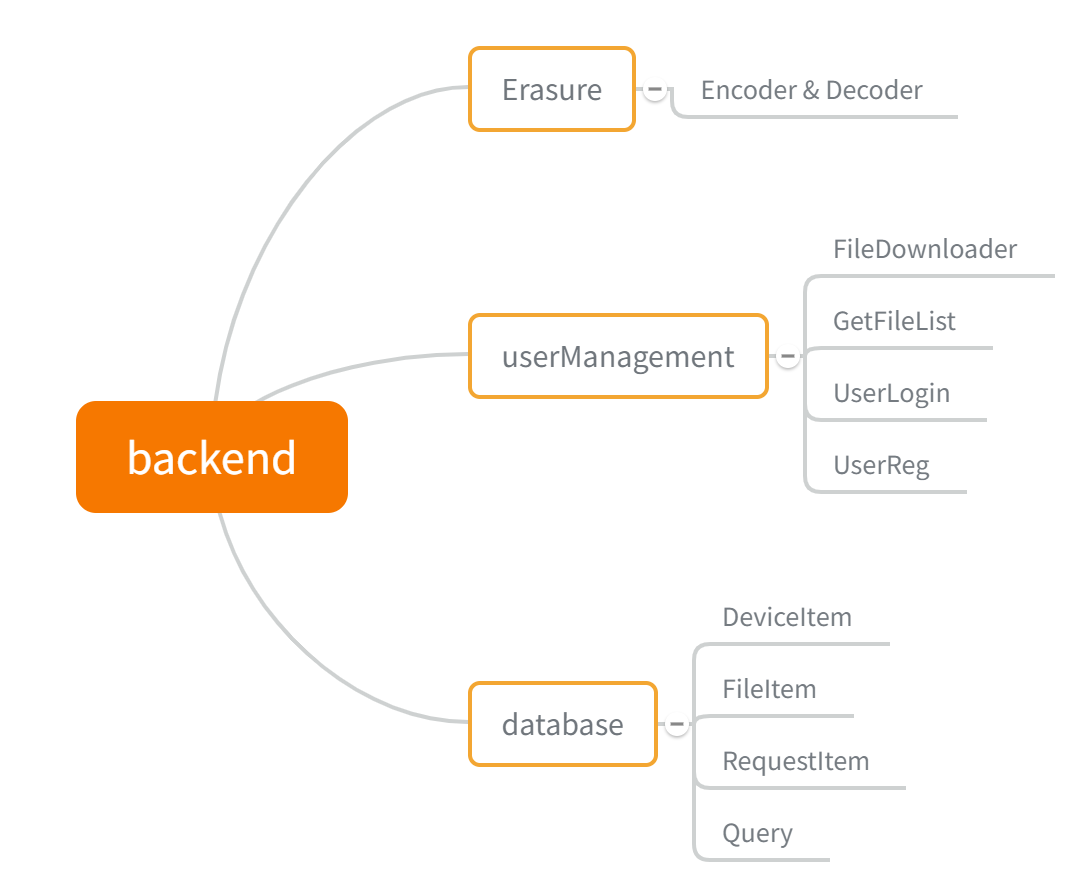 Erasure
Encoder & Decoder
FileDownloader
GetFileList
userManagement
UserLogin
backend
UserReg
DeviceItem
FileItem
database
RequestItem
Query